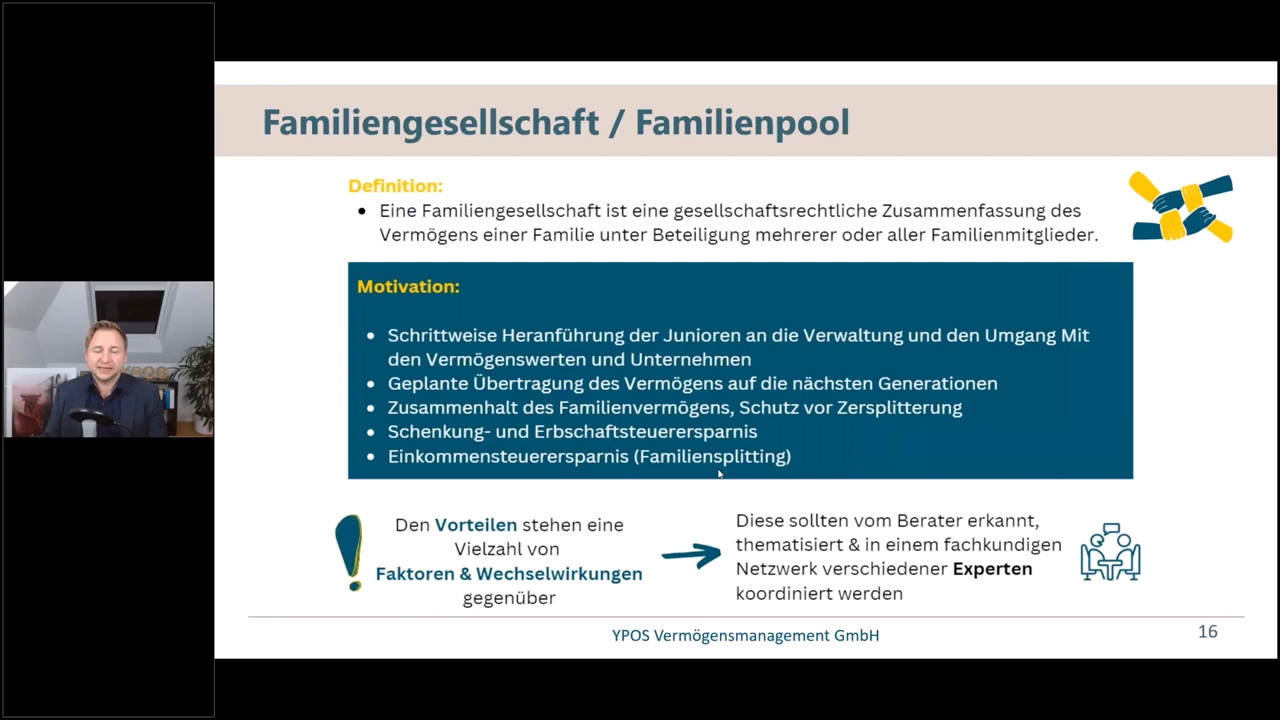 Familiengesellschaft / Familienpool
Definition:
• Eine Familiengesellschaft ist eine gesellschaftsrechtliche Zusammenfassung des
Vermögens einer Familie unter Beteiligung mehrerer oder aller Familienmitglieder.
Motivation:
• Schrittweise Heranführung der Junioren an die Verwaltung und den Umgang Mit
den Vermögenswerten und Unternehmen
• Geplante Übertragung des Vermögens auf die nächsten Generationen
• Zusammenhalt des Familienvermögens, Schutz vor Zersplitterung
• Schenkung- und Erbschaftsteuerersparnis
• Einkommensteuerersparnis (Familiensplitting)
Den Vorteilen stehen eine
Vielzahl von
Faktoren & Wechselwirkungen
gegenüber
Diese sollten vom Berater erkannt,
thematisiert & in einem fachkundigen
Netzwerk verschiedener Experten
koordiniert werden
YPOS Vermögensmanagement GmbH
16